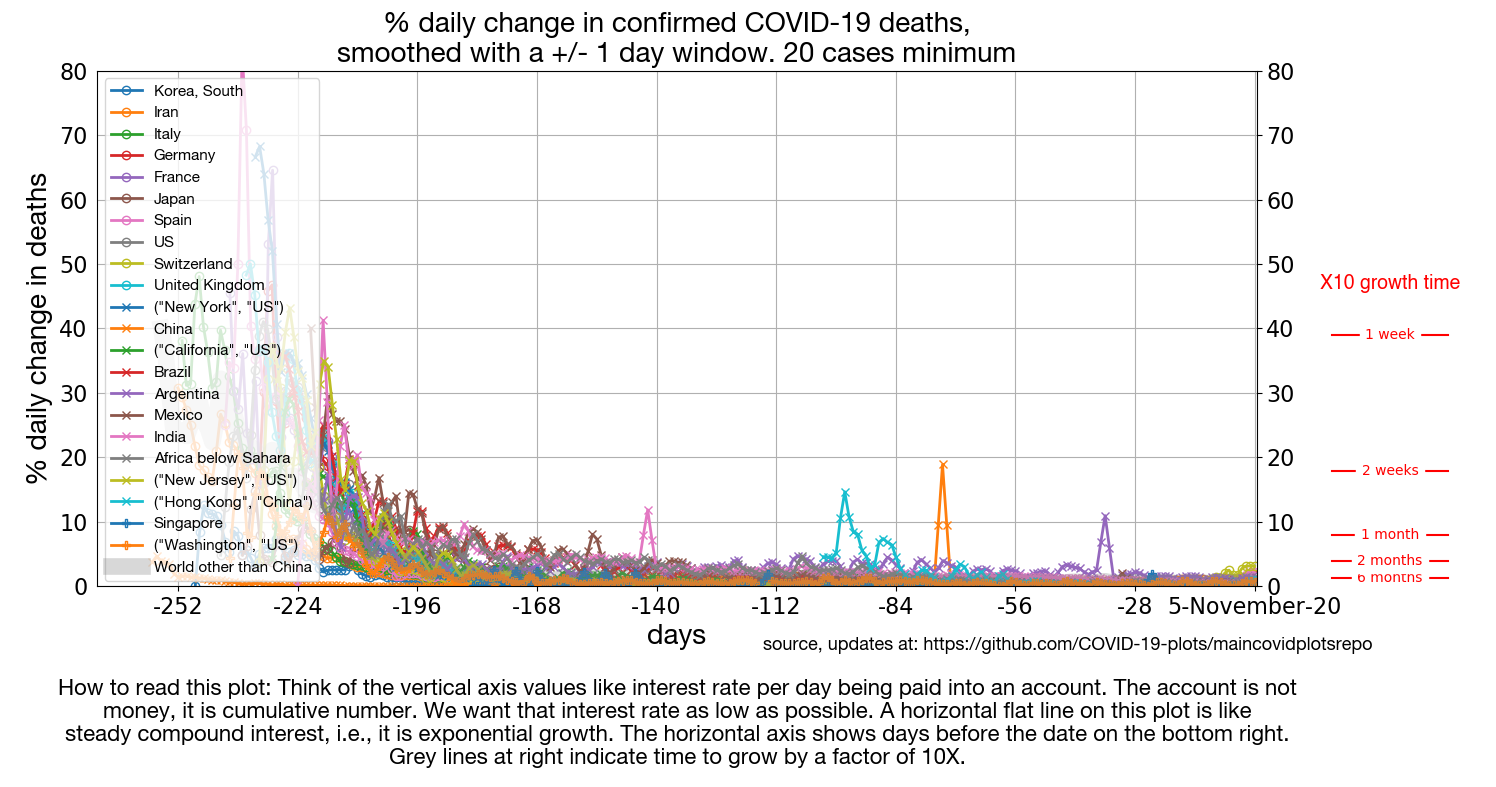 % daily change in confirmed COVID-19 deaths,
smoothed with a +/- 1 day window. 20 cases minimum
% daily change in deaths
80
70
60
50
40
30
20
10
0
Korea, South
Iran
Italy
Germany
France
Japan
Spain
US
Switzerland
United Kingdom
("New York", "US")
China
("California", "US")
Brazil
Argentina
Mexico
India
Africa below Sahara
("New Jersey", "US")
("Hong Kong", "China")
Singapore
("Washington", "US")
World other than China
80
70
60
50
40
30
20
10
0
X10 growth time
1 week
2 weeks
1 month
2 months
6 months
-252 -224 -196 -168 -140 -112 -84 -56 -28 5-November-20
days
source, updates at: https://github.com/COVID-19-plots/maincovidplotsrepo
How to read this plot: Think of the vertical axis values like interest rate per day being paid into an account. The account is not
money, it is cumulative number. We want that interest rate as low as possible. A horizontal flat line on this plot is like
steady compound interest, i.e., it is exponential growth. The horizontal axis shows days before the date on the bottom right.
Grey lines at right indicate time to grow by a factor of 10X.